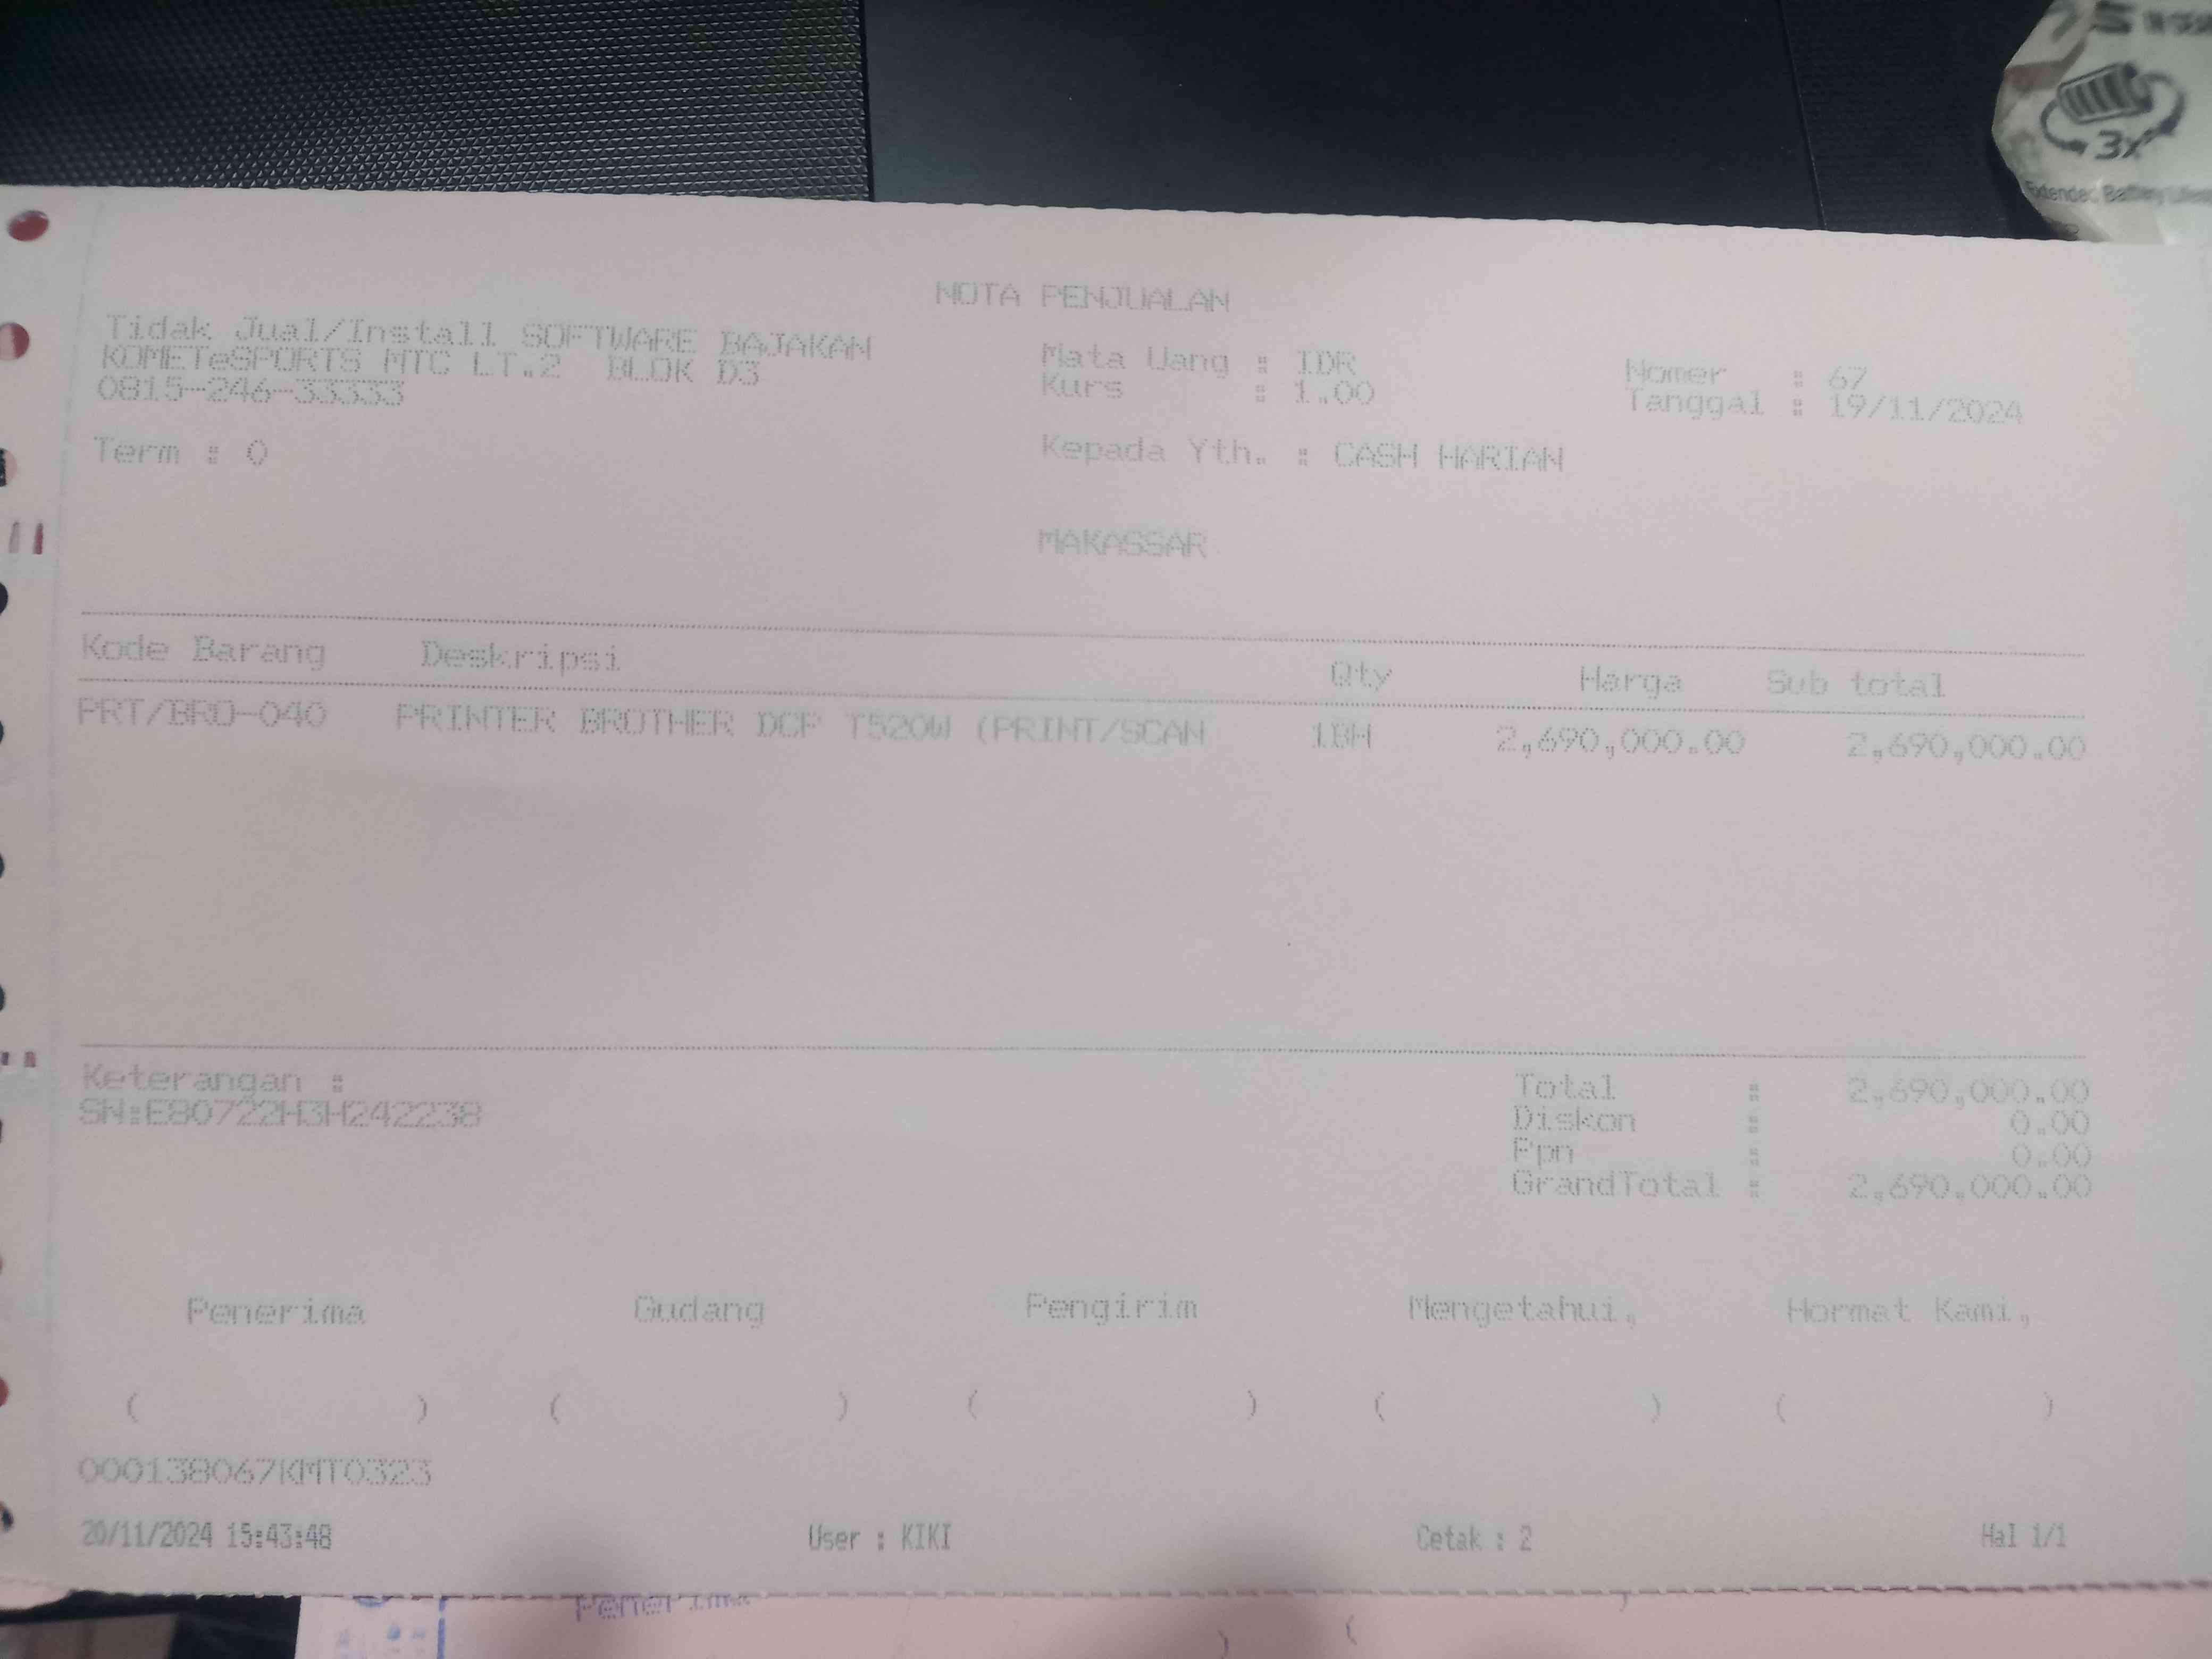 3X
Extended Battery
NOTA PENJUALAN
Tidak Jual/Install SOFTWARE BAJAKAN
KOMETeSPORTS MTC LT.2 BLOK D3
0815-246-33333
Mata Uang : IDR
Kurs : 1.00
Nomer : 67
Tanggal : 19/11/2024
Term : 0
Kepada Yth. : CASH HARIAN
MAKASSAR
Kode Barang Deskripsi Qty Harga Sub total
PRT/BRO-040 PRINTER BROTHER DCP T520W (PRINT/SCAN 1BH 2,690,000.00 2,690,000.00
Keterangan :
SN:E80722H3H242238
Total : 2,690,000.00
Diskon : 0.00
Ppn : 0.00
GrandTotal : 2,690,000.00
Penerima Gudang Pengirim Mengetahui, Hormat Kami,
( ) ( ) ( ) ( ) ( )
000138067KMT0323
20/11/2024 15:43:48 User : KIKI Cetak : 2 Hal 1/1
Penerima